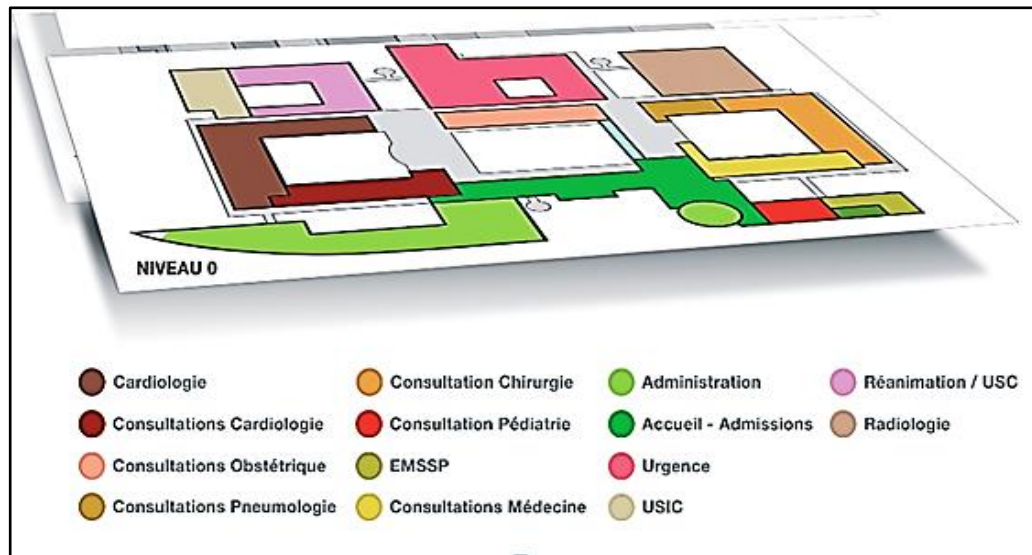 NIVEAU 0
Cardiologie
Consultation Chirurgie
Administration
Réanimation / USC
Consultations Cardiologie
Consultation Pédiatrie
Accueil - Admissions
Radiologie
Consultations Obstétrique
EMSSP
Urgence
Consultations Pneumologie
Consultations Médecine
USIC